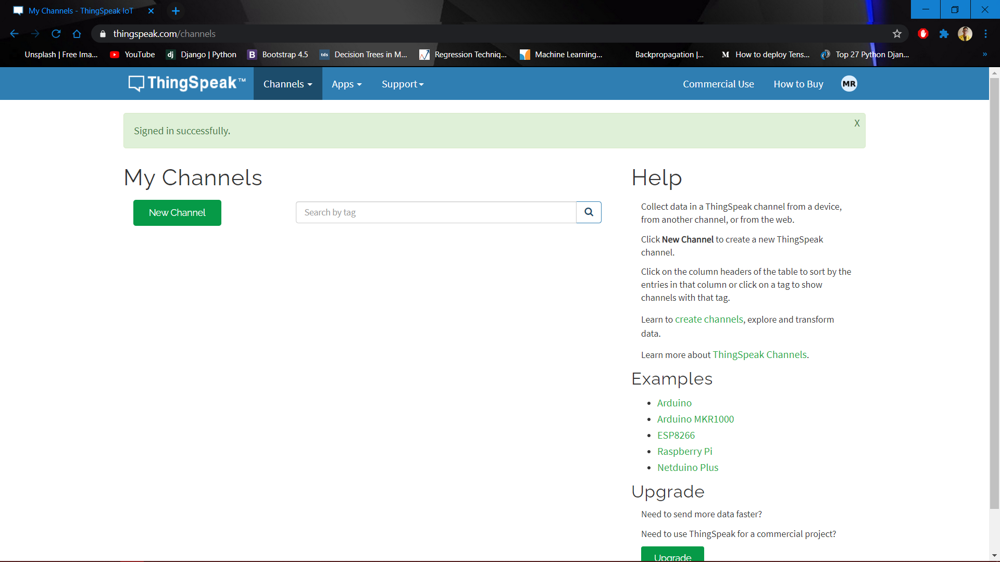 My Channels - ThingSpeak IoT
thingspeak.com/channels
Unsplash | Free Ima...
YouTube
dj Django | Python
B Bootstrap 4.5
tds Decision Trees in M...
Regression Techniq...
Machine Learning...
Backpropagation |...
M How to deploy Tens...
Top 27 Python Djan...
»
ThingSpeak™
Channels
Apps
Support
Commercial Use
How to Buy
MR
Signed in successfully.
X
My Channels
New Channel
Search by tag
Help
Collect data in a ThingSpeak channel from a device,
from another channel, or from the web.
Click New Channel to create a new ThingSpeak
channel.
Click on the column headers of the table to sort by the
entries in that column or click on a tag to show
channels with that tag.
Learn to create channels, explore and transform
data.
Learn more about ThingSpeak Channels.
Examples
• Arduino
• Arduino MKR1000
• ESP8266
• Raspberry Pi
• Netduino Plus
Upgrade
Need to send more data faster?
Need to use ThingSpeak for a commercial project?
Upgrade